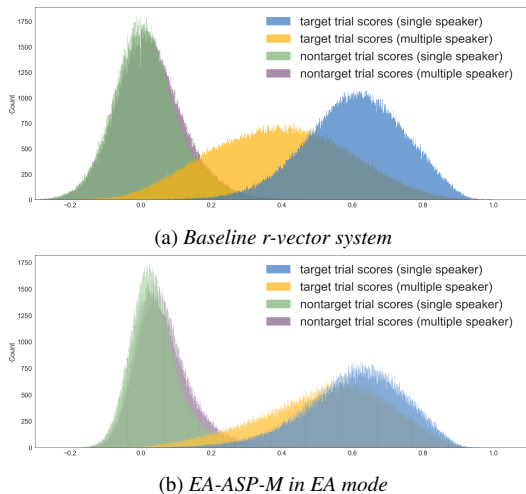 1750
1500
1250
1000
750
500
250
0
Count
target trial scores (single speaker)
target trial scores (multiple speaker)
nontarget trial scores (single speaker)
nontarget trial scores (multiple speaker)
−0.2 0.0 0.2 0.4 0.6 0.8 1.0
(a) Baseline r-vector system
1750
1500
1250
1000
750
500
250
0
Count
target trial scores (single speaker)
target trial scores (multiple speaker)
nontarget trial scores (single speaker)
nontarget trial scores (multiple speaker)
−0.2 0.0 0.2 0.4 0.6 0.8 1.0
(b) EA-ASP-M in EA mode